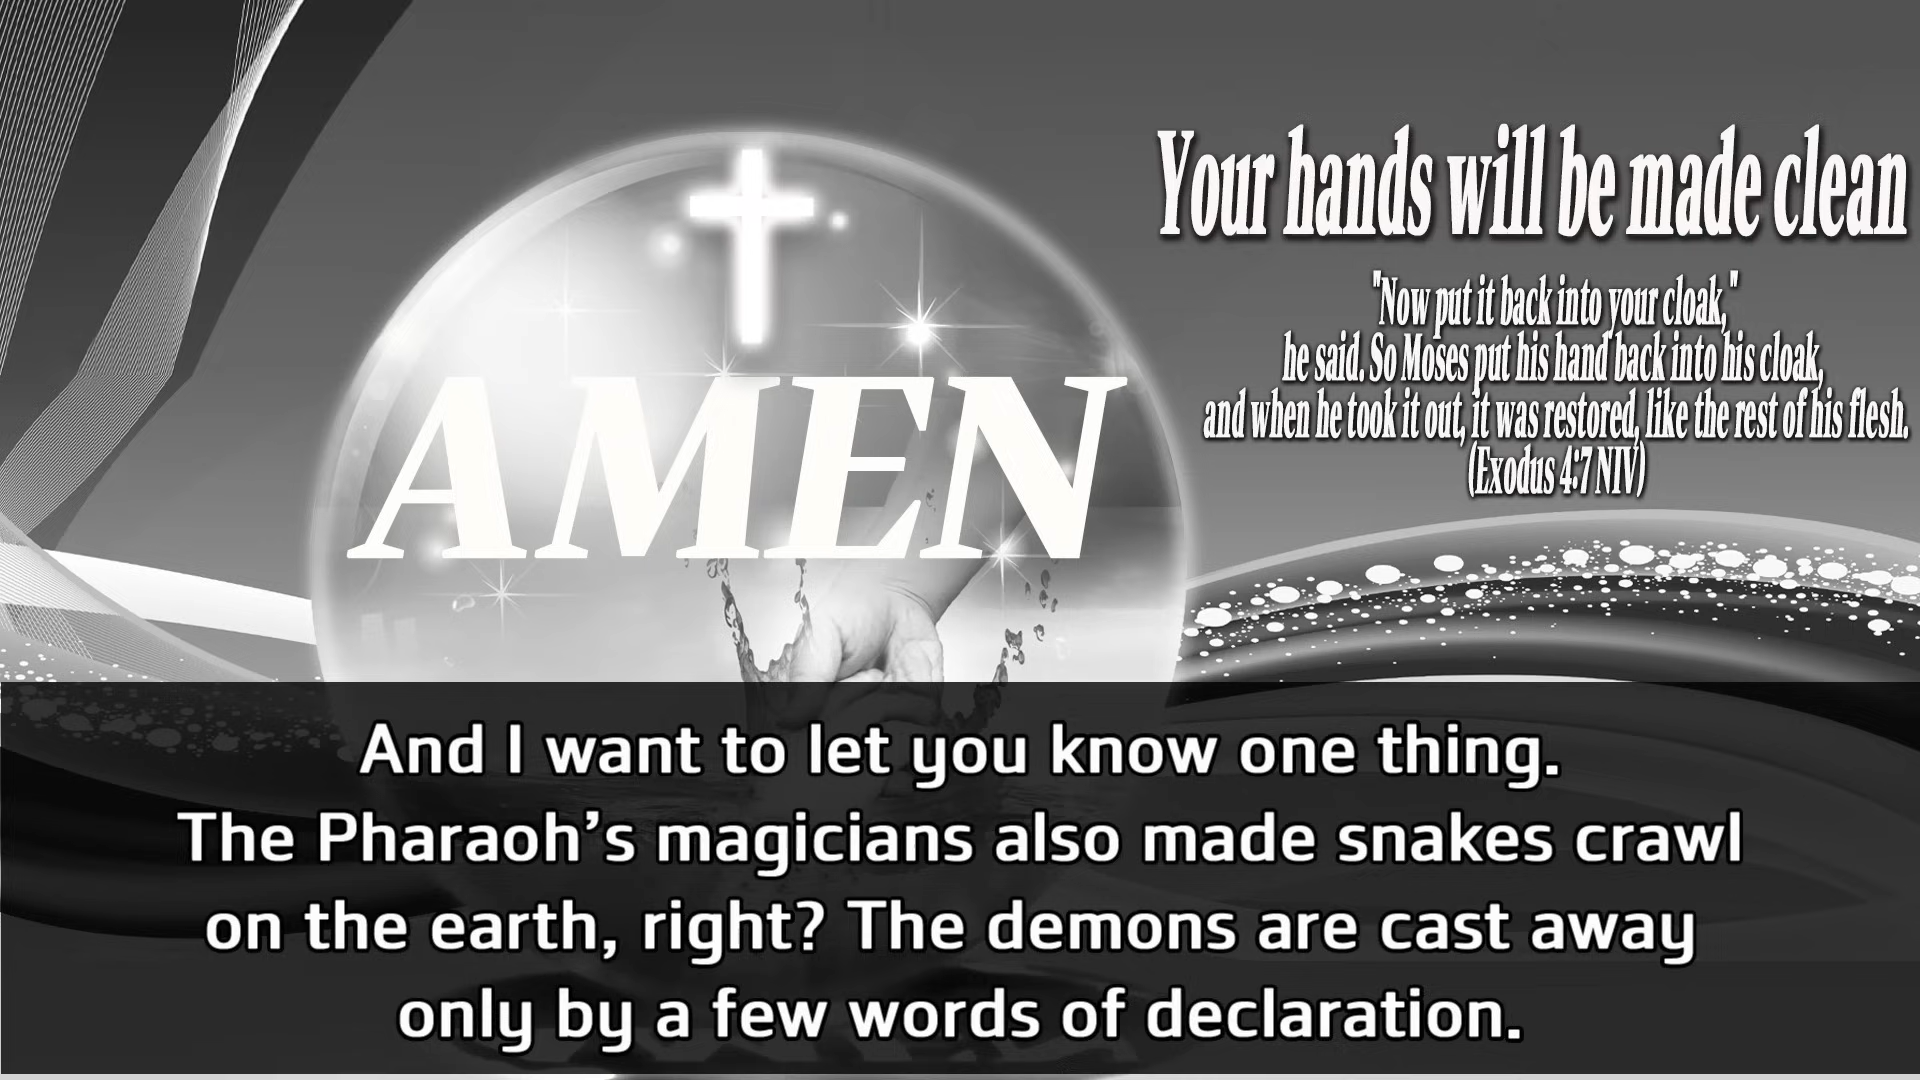 AMEN
Your hands will be made clean
"Now put it back into your cloak,"
he said. So Moses put his hand back into his cloak,
and when he took it out, it was restored, like the rest of his flesh.
(Exodus 4:7 NIV)
And I want to let you know one thing.
The Pharaoh’s magicians also made snakes crawl
on the earth, right? The demons are cast away
only by a few words of declaration.